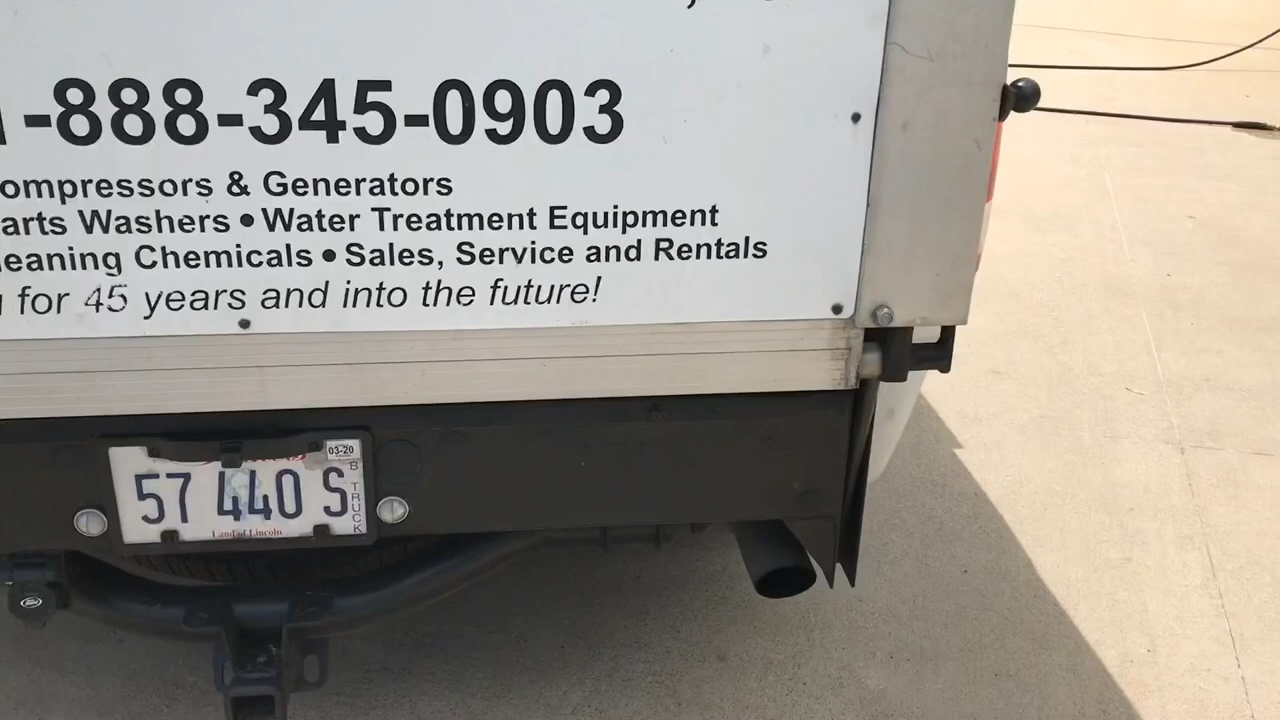 -888-345-0903
ompressors & Generators
arts Washers • Water Treatment Equipment
leaning Chemicals • Sales, Service and Rentals
for 45 years and into the future!
03-20
57 440 S
B TRUCK
Land of Lincoln